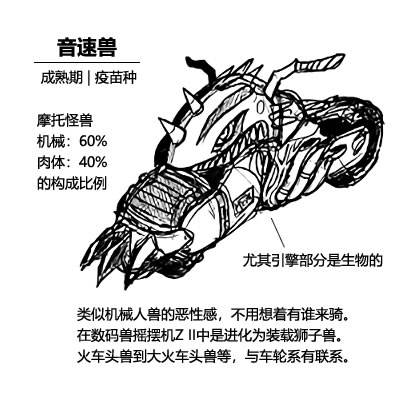 音速兽
成熟期 | 疫苗种
摩托怪兽
机械：60%
肉体：40%
的构成比例
尤其引擎部分是生物的
类似机械人兽的恶性感，不用想着有谁来骑。
在数码兽摇摆机Z II中是进化为装载狮子兽。
火车头兽到大火车头兽等，与车轮系有联系。